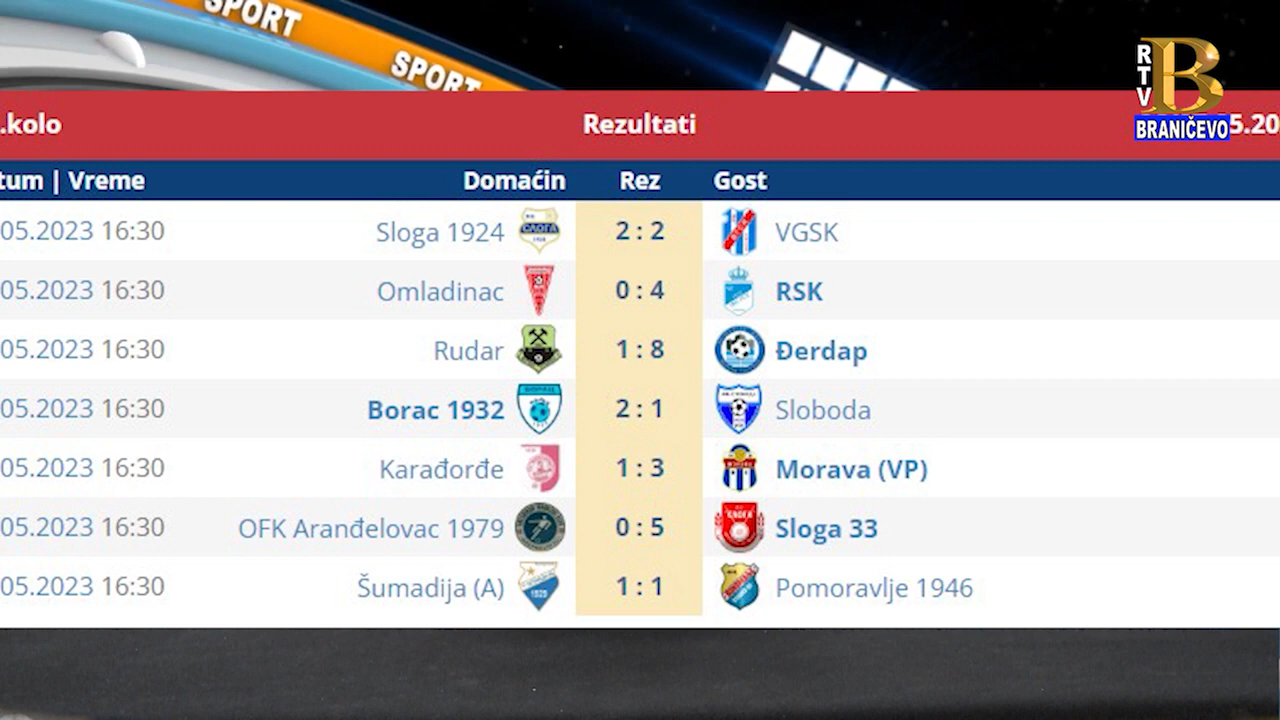 SPORT
SPORT
RTV
B
BRANIČEVO
.kolo Rezultati 5.20
tum | Vreme Domaćin Rez Gost
05.2023 16:30 Sloga 1924 2 : 2 VGSK
05.2023 16:30 Omladinac 0 : 4 RSK
05.2023 16:30 Rudar 1 : 8 Đerdap
05.2023 16:30 Borac 1932 2 : 1 Sloboda
05.2023 16:30 Karađorđe 1 : 3 Morava (VP)
05.2023 16:30 OFK Aranđelovac 1979 0 : 5 Sloga 33
05.2023 16:30 Šumadija (A) 1 : 1 Pomoravlje 1946